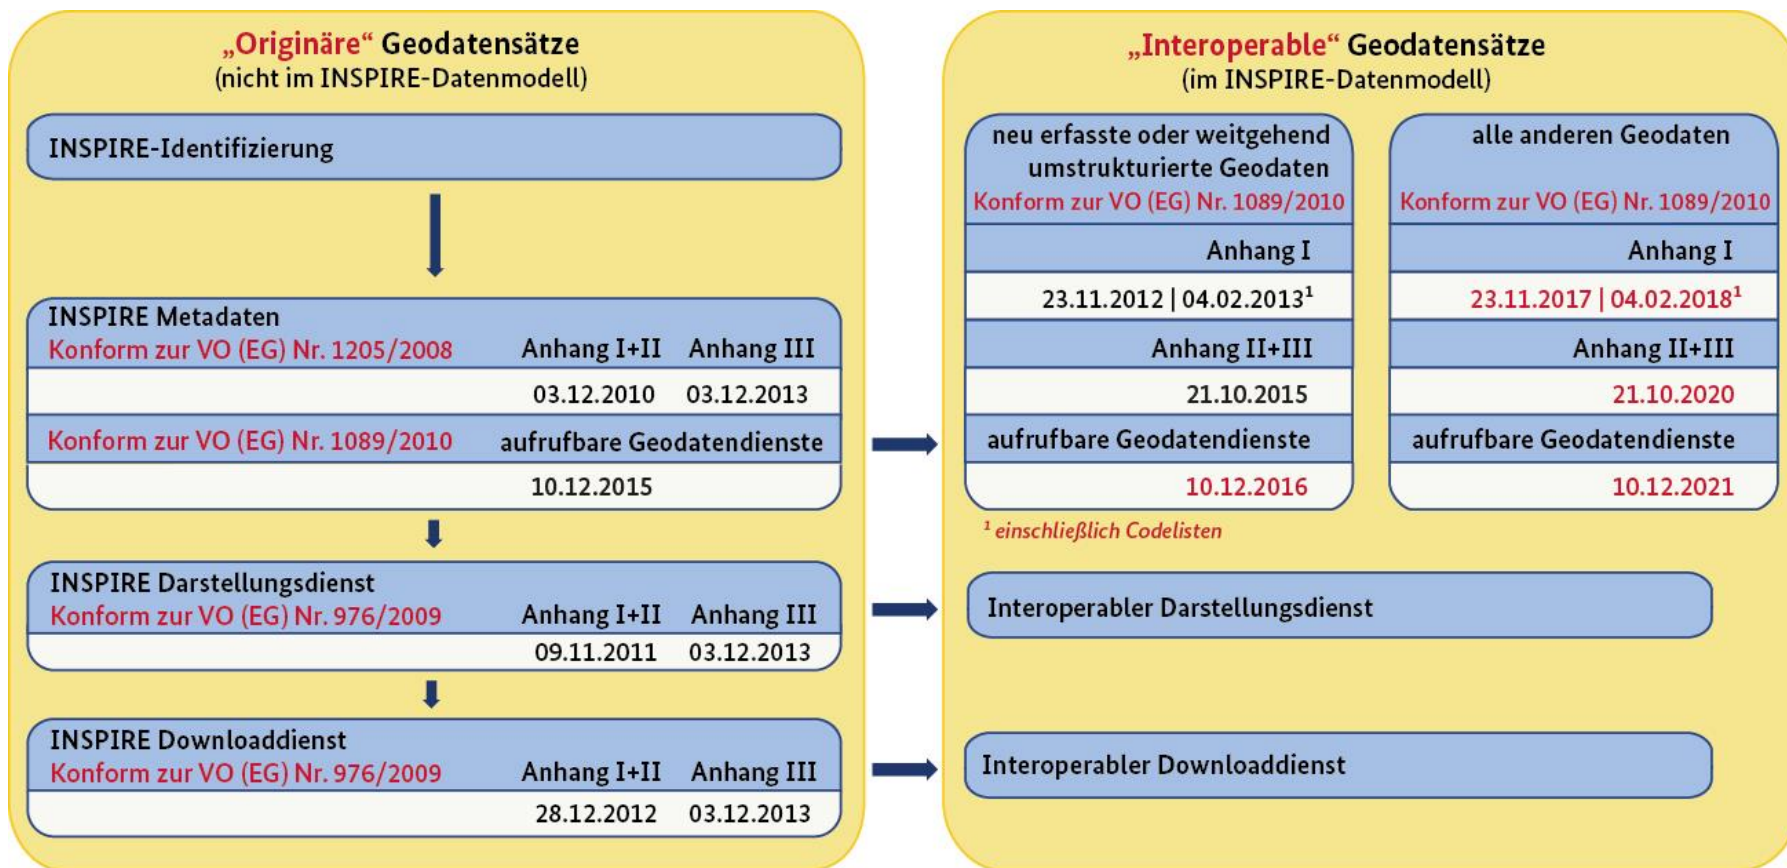 „Originäre“ Geodatensätze
(nicht im INSPIRE-Datenmodell)
INSPIRE-Identifizierung
INSPIRE Metadaten
Konform zur VO (EG) Nr. 1205/2008 Anhang I+II Anhang III
03.12.2010 03.12.2013
Konform zur VO (EG) Nr. 1089/2010 aufrufbare Geodatendienste
10.12.2015
INSPIRE Darstellungsdienst
Konform zur VO (EG) Nr. 976/2009 Anhang I+II Anhang III
09.11.2011 03.12.2013
INSPIRE Downloaddienst
Konform zur VO (EG) Nr. 976/2009 Anhang I+II Anhang III
28.12.2012 03.12.2013
„Interoperable“ Geodatensätze
(im INSPIRE-Datenmodell)
neu erfasste oder weitgehend
umstrukturierte Geodaten
Konform zur VO (EG) Nr. 1089/2010
Anhang I
23.11.2012 | 04.02.2013¹
Anhang II+III
21.10.2015
aufrufbare Geodatendienste
10.12.2016
alle anderen Geodaten
Konform zur VO (EG) Nr. 1089/2010
Anhang I
23.11.2017 | 04.02.2018¹
Anhang II+III
21.10.2020
aufrufbare Geodatendienste
10.12.2021
¹ einschließlich Codelisten
Interoperabler Darstellungsdienst
Interoperabler Downloaddienst